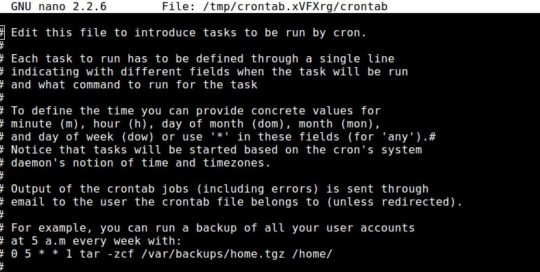 GNU nano 2.2.6 File: /tmp/crontab.xVFXrg/crontab
# Edit this file to introduce tasks to be run by cron.
#
# Each task to run has to be defined through a single line
# indicating with different fields when the task will be run
# and what command to run for the task
#
# To define the time you can provide concrete values for
# minute (m), hour (h), day of month (dom), month (mon),
# and day of week (dow) or use '*' in these fields (for 'any').#
# Notice that tasks will be started based on the cron's system
# daemon's notion of time and timezones.
#
# Output of the crontab jobs (including errors) is sent through
# email to the user the crontab file belongs to (unless redirected).
#
# For example, you can run a backup of all your user accounts
# at 5 a.m every week with:
# 0 5 * * 1 tar -zcf /var/backups/home.tgz /home/
#